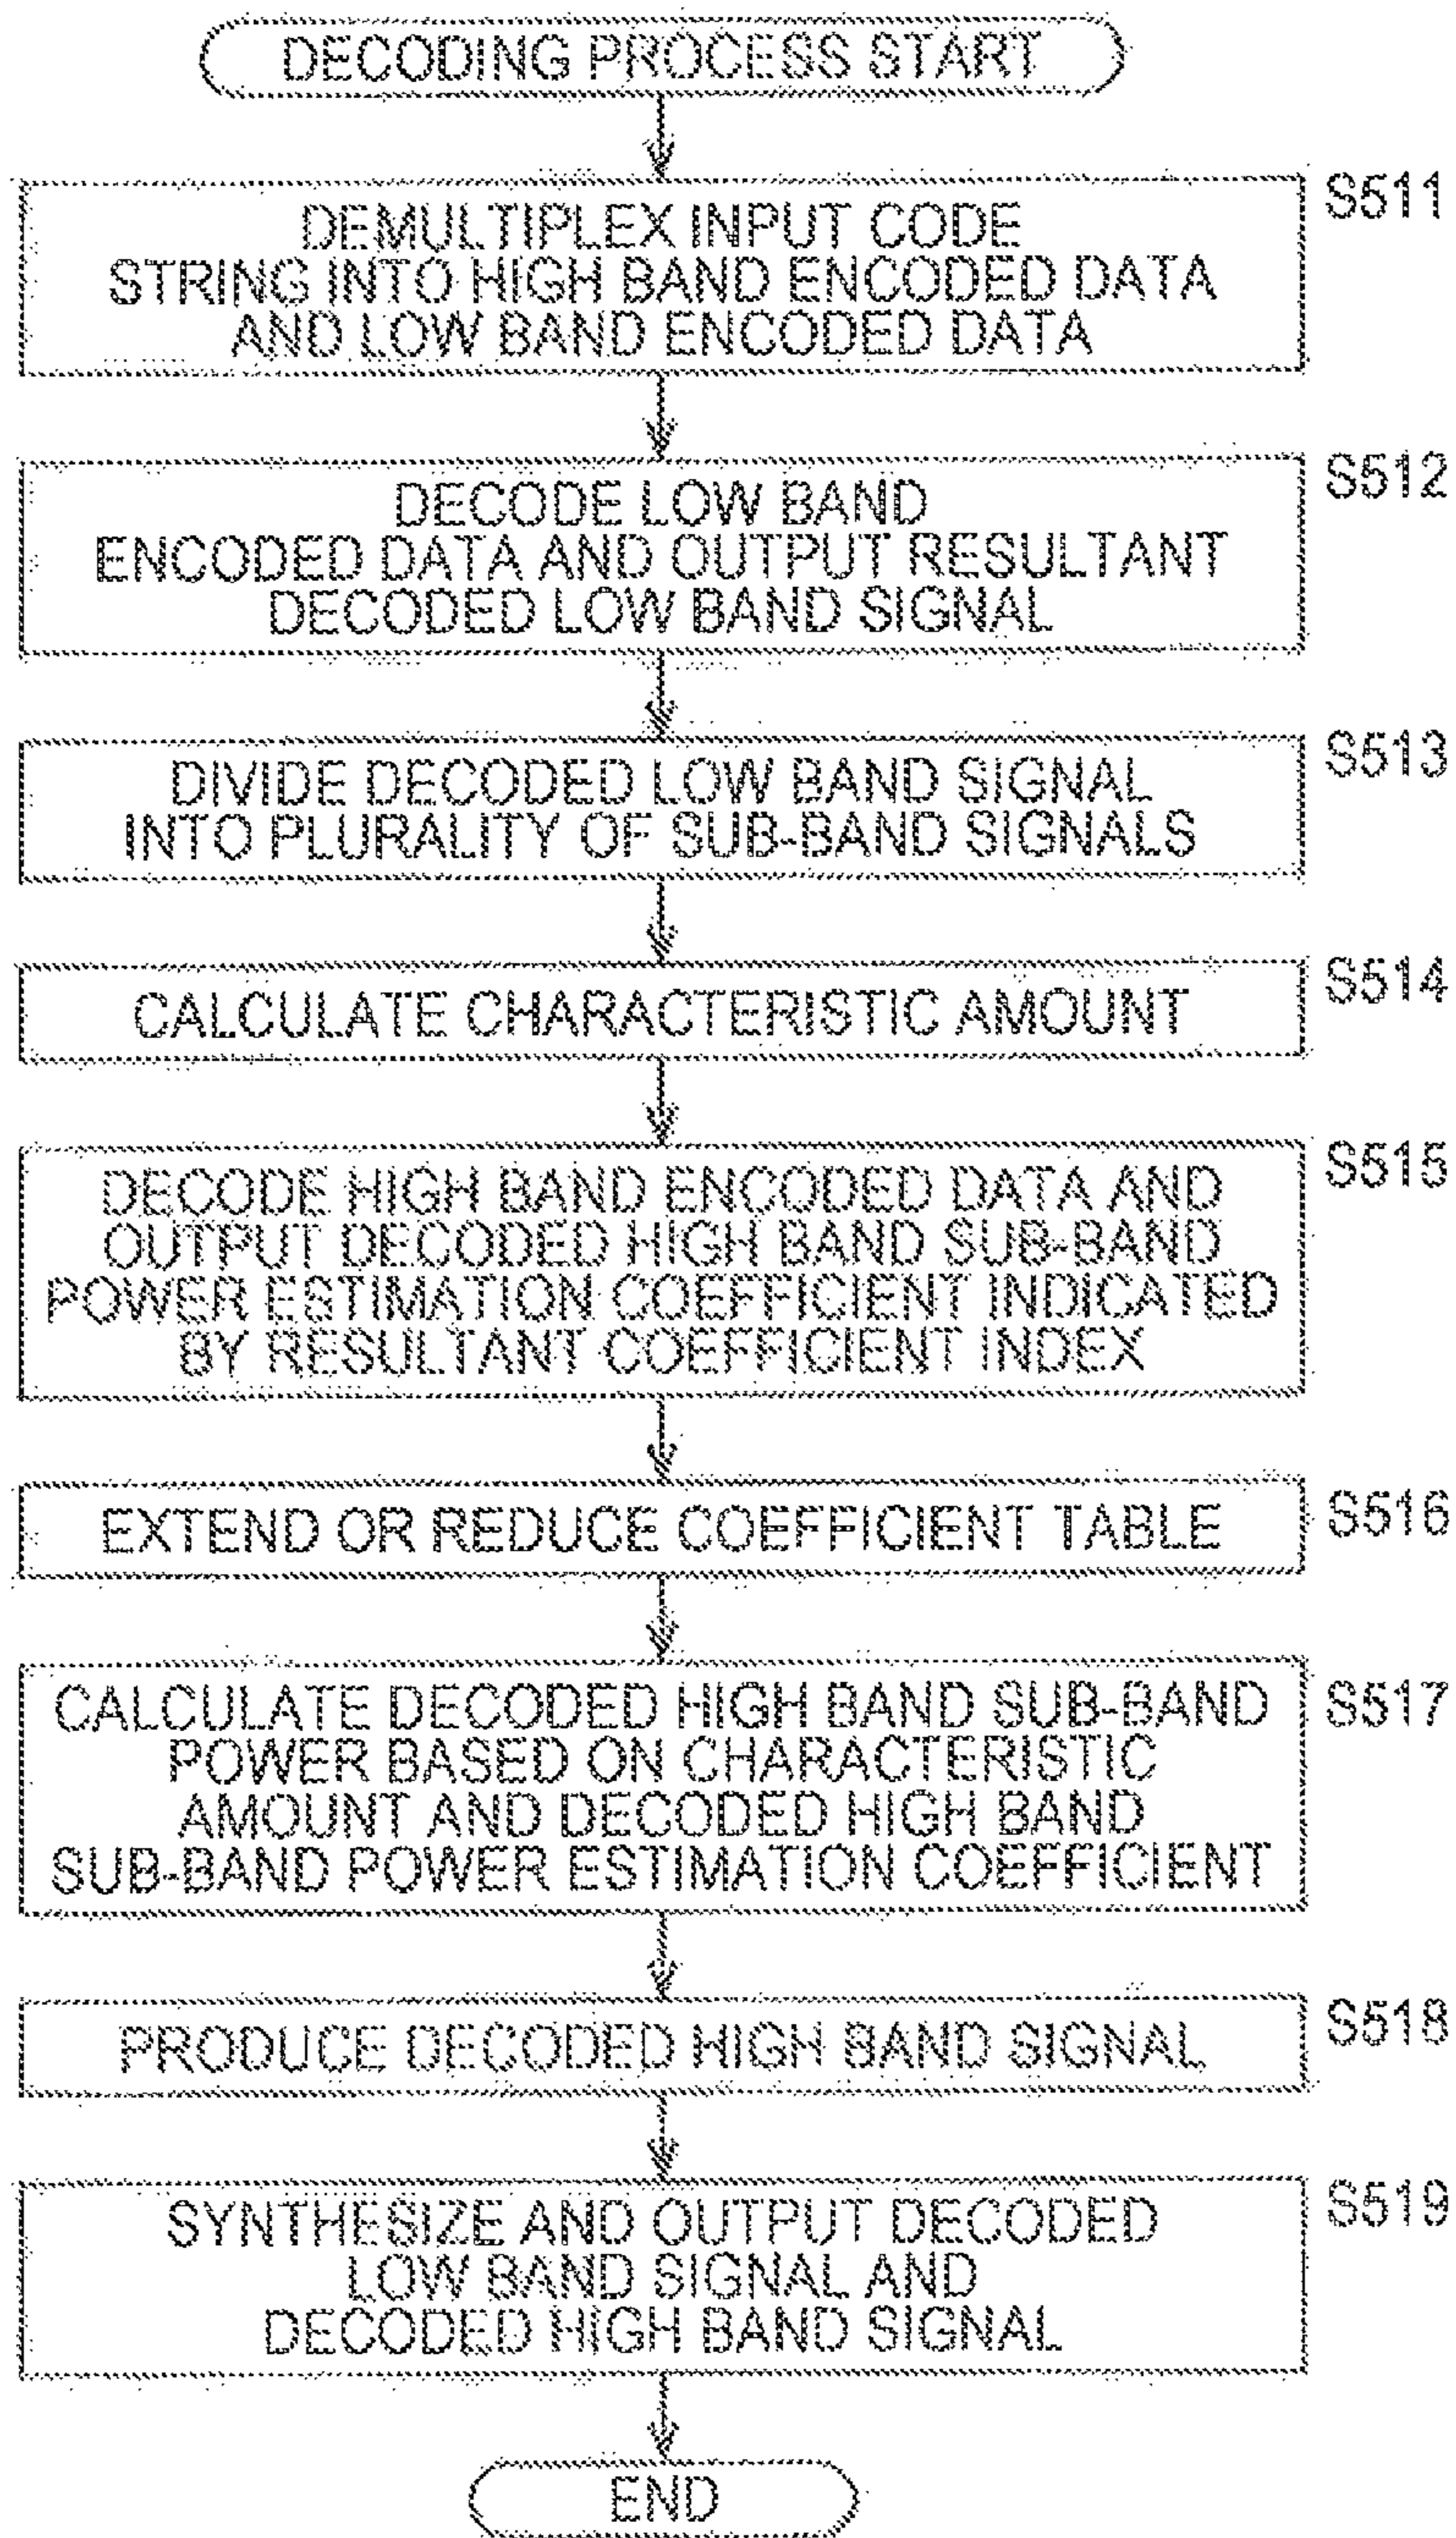 DECODING PROCESS START
S511
DEMULTIPLEX INPUT CODE
STRING INTO HIGH BAND ENCODED DATA
AND LOW BAND ENCODED DATA
S512
DECODE LOW BAND
ENCODED DATA AND OUTPUT RESULTANT
DECODED LOW BAND SIGNAL
S513
DIVIDE DECODED LOW BAND SIGNAL
INTO PLURALITY OF SUB-BAND SIGNALS
S514
CALCULATE CHARACTERISTIC AMOUNT
S515
DECODE HIGH BAND ENCODED DATA AND
OUTPUT DECODED HIGH BAND SUB-BAND
POWER ESTIMATION COEFFICIENT INDICATED
BY RESULTANT COEFFICIENT INDEX
S516
EXTEND OR REDUCE COEFFICIENT TABLE
S517
CALCULATE DECODED HIGH BAND SUB-BAND
POWER BASED ON CHARACTERISTIC
AMOUNT AND DECODED HIGH BAND
SUB-BAND POWER ESTIMATION COEFFICIENT
S518
PRODUCE DECODED HIGH BAND SIGNAL
S519
SYNTHESIZE AND OUTPUT DECODED
LOW BAND SIGNAL AND
DECODED HIGH BAND SIGNAL
END